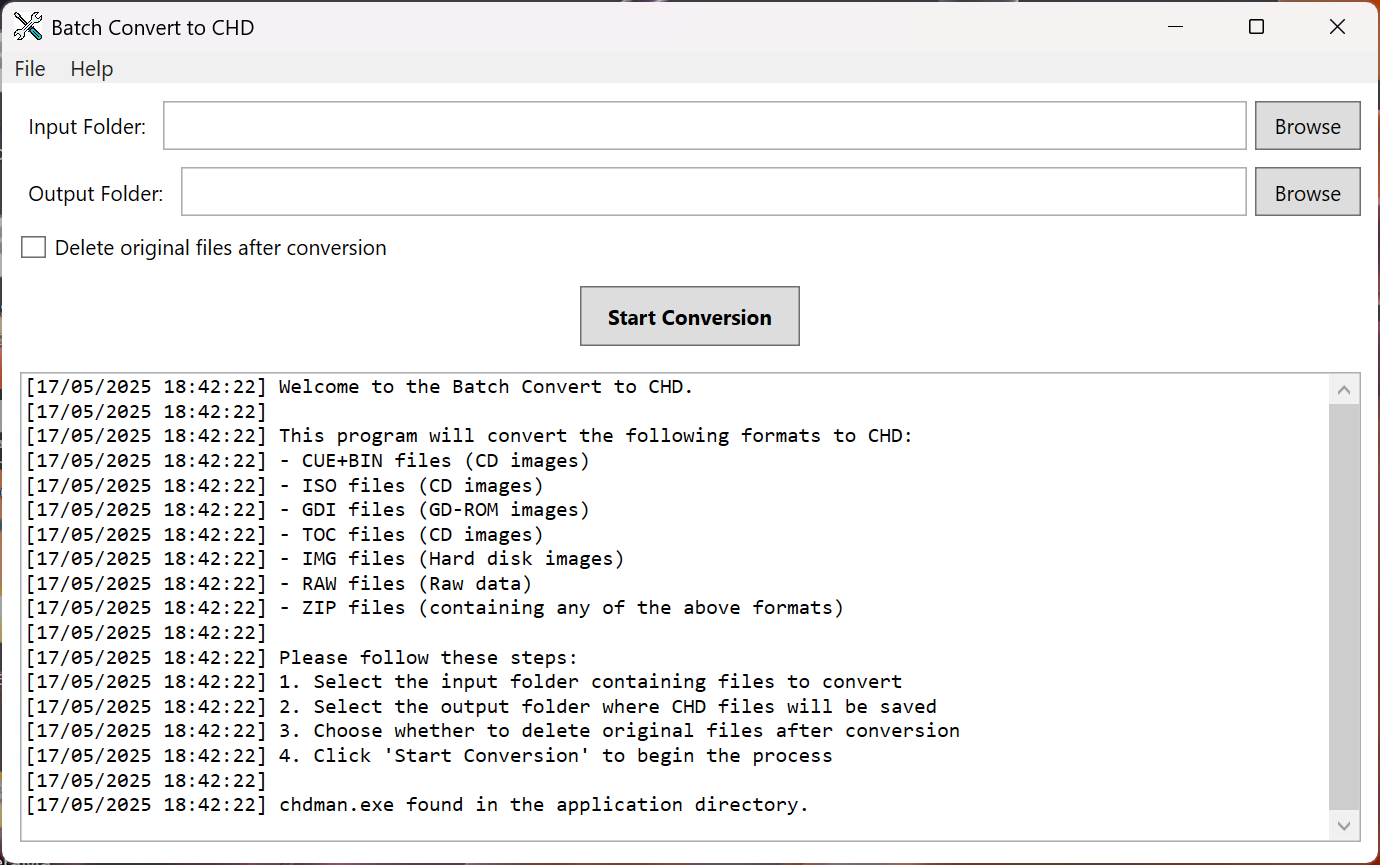 Batch Convert to CHD
File Help
Input Folder: Browse
Output Folder: Browse
Delete original files after conversion
Start Conversion
[17/05/2025 18:42:22] Welcome to the Batch Convert to CHD.
[17/05/2025 18:42:22]
[17/05/2025 18:42:22] This program will convert the following formats to CHD:
[17/05/2025 18:42:22] - CUE+BIN files (CD images)
[17/05/2025 18:42:22] - ISO files (CD images)
[17/05/2025 18:42:22] - GDI files (GD-ROM images)
[17/05/2025 18:42:22] - TOC files (CD images)
[17/05/2025 18:42:22] - IMG files (Hard disk images)
[17/05/2025 18:42:22] - RAW files (Raw data)
[17/05/2025 18:42:22] - ZIP files (containing any of the above formats)
[17/05/2025 18:42:22]
[17/05/2025 18:42:22] Please follow these steps:
[17/05/2025 18:42:22] 1. Select the input folder containing files to convert
[17/05/2025 18:42:22] 2. Select the output folder where CHD files will be saved
[17/05/2025 18:42:22] 3. Choose whether to delete original files after conversion
[17/05/2025 18:42:22] 4. Click 'Start Conversion' to begin the process
[17/05/2025 18:42:22]
[17/05/2025 18:42:22] chdman.exe found in the application directory.